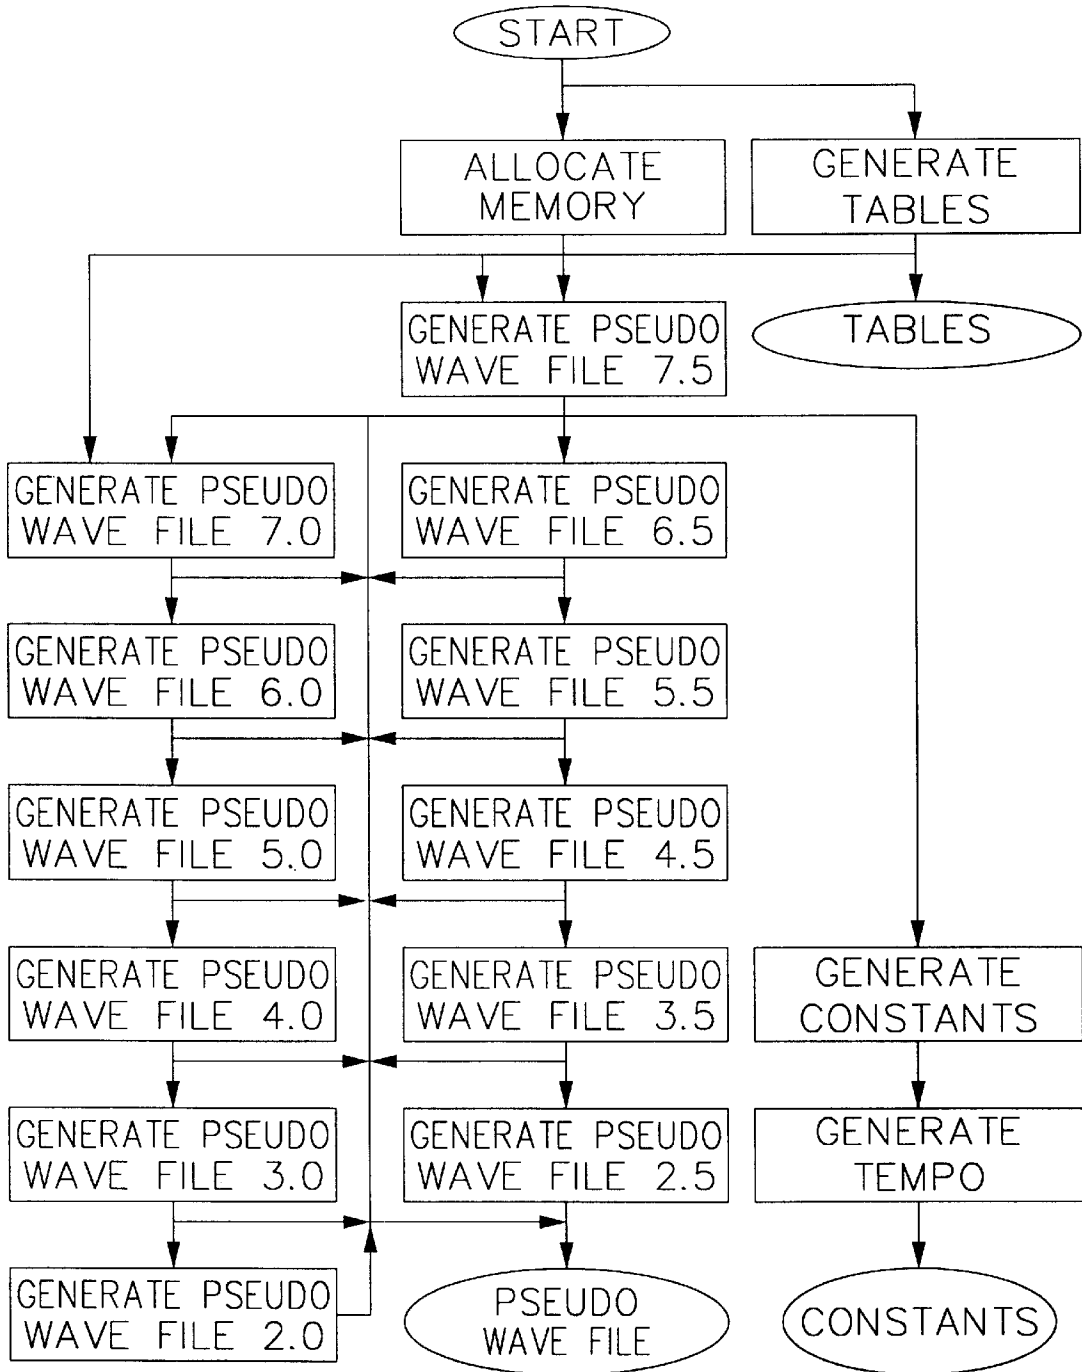 START
ALLOCATE
MEMORY
GENERATE
TABLES
GENERATE PSEUDO
WAVE FILE 7.5
TABLES
GENERATE PSEUDO
WAVE FILE 7.0
GENERATE PSEUDO
WAVE FILE 6.5
GENERATE PSEUDO
WAVE FILE 6.0
GENERATE PSEUDO
WAVE FILE 5.5
GENERATE PSEUDO
WAVE FILE 5.0
GENERATE PSEUDO
WAVE FILE 4.5
GENERATE PSEUDO
WAVE FILE 4.0
GENERATE PSEUDO
WAVE FILE 3.5
GENERATE
CONSTANTS
GENERATE PSEUDO
WAVE FILE 3.0
GENERATE PSEUDO
WAVE FILE 2.5
GENERATE
TEMPO
GENERATE PSEUDO
WAVE FILE 2.0
PSEUDO
WAVE FILE
CONSTANTS